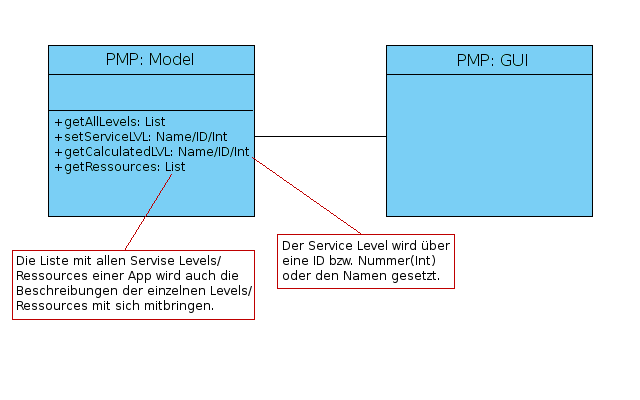 PMP: Model
+getAllLevels: List
+setServiceLVL: Name/ID/Int
+getCalculatedLVL: Name/ID/Int
+getRessources: List
PMP: GUI
Die Liste mit allen Servise Levels/
Ressources einer App wird auch die
Beschreibungen der einzelnen Levels/
Ressources mit sich mitbringen.
Der Service Level wird über
eine ID bzw. Nummer(Int)
oder den Namen gesetzt.